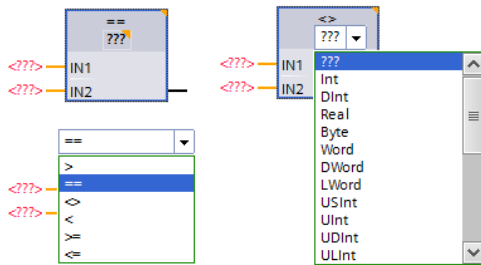 ==
???
<???> IN1
<???> IN2
<>
??? 
<???> IN1
<???> IN2
???
Int
DInt
Real
Byte
Word
DWord
LWord
USInt
UInt
UDInt
ULInt
==
>
==
<>
<
>=
<=
<???>
<???>